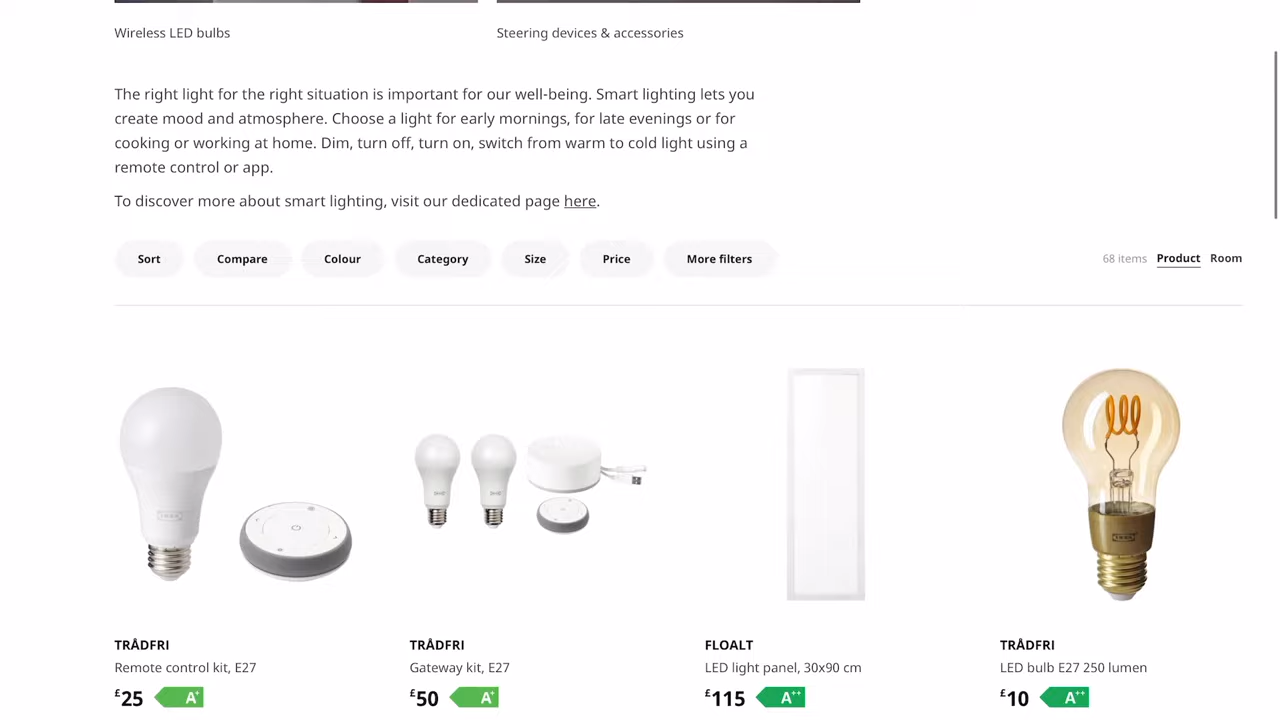 Wireless LED bulbs
Steering devices & accessories
The right light for the right situation is important for our well-being. Smart lighting lets you
create mood and atmosphere. Choose a light for early mornings, for late evenings or for
cooking or working at home. Dim, turn off, turn on, switch from warm to cold light using a
remote control or app.
To discover more about smart lighting, visit our dedicated page here.
Sort Compare Colour Category Size Price More filters 68 items Product Room
TRÅDFRI
Remote control kit, E27
£25 A+
TRÅDFRI
Gateway kit, E27
£50 A+
FLOALT
LED light panel, 30x90 cm
£115 A++
TRÅDFRI
LED bulb E27 250 lumen
£10 A++